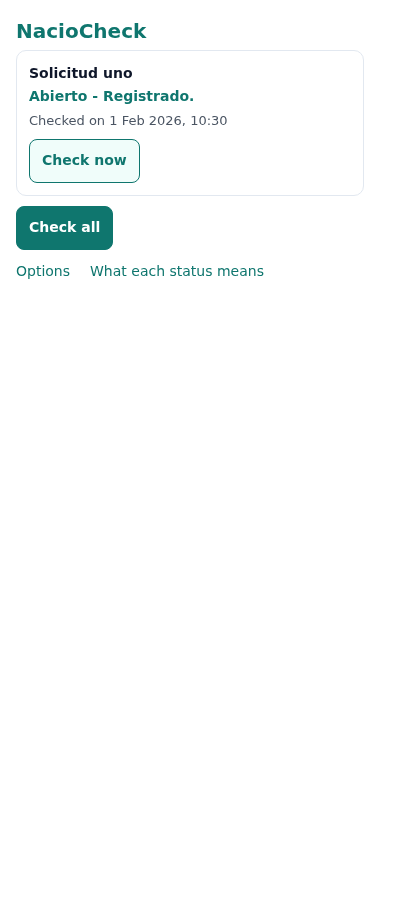 NacioCheck
Solicitud uno
Abierto - Registrado.
Checked on 1 Feb 2026, 10:30
Check now
Check all
Options What each status means